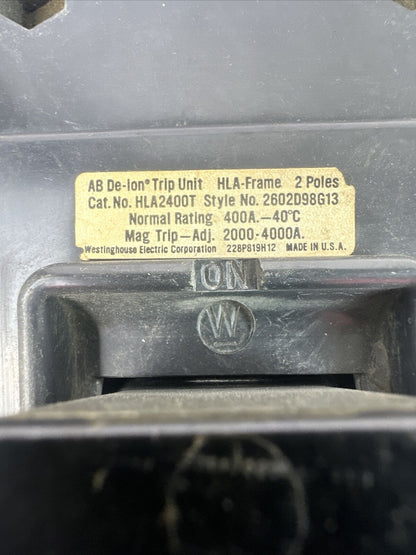 AB De-Ion® Trip Unit HLA-Frame 2 Poles
Cat. No. HLA2400T Style No. 2602D98G13
Normal Rating 400A.-40°C
Mag Trip-Adj. 2000-4000A.
Westinghouse Electric Corporation 228P819H12 MADE IN U.S.A.
ON
W